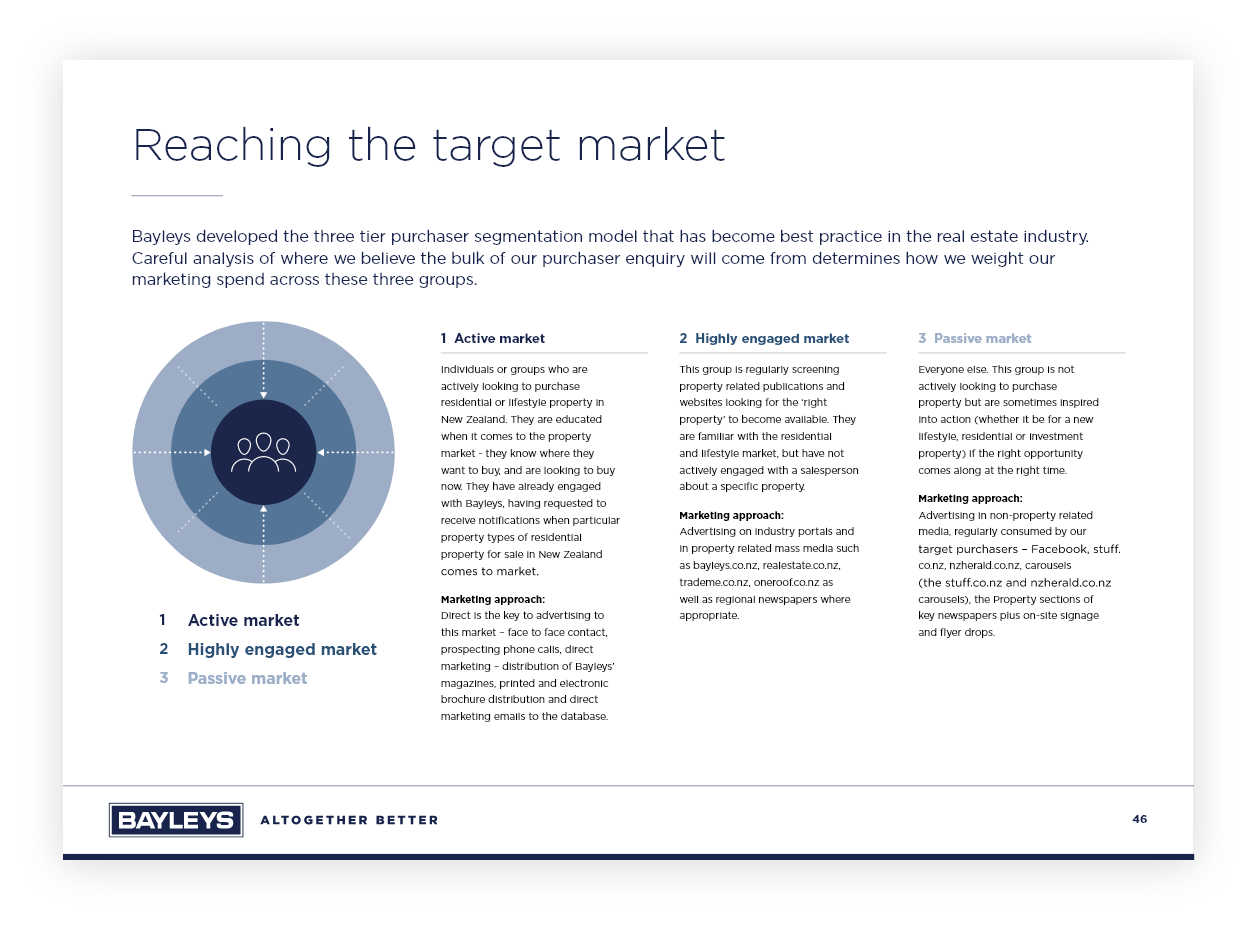 Reaching the target market
Bayleys developed the three tier purchaser segmentation model that has become best practice in the real estate industry.
Careful analysis of where we believe the bulk of our purchaser enquiry will come from determines how we weight our
marketing spend across these three groups.
1 Active market
2 Highly engaged market
3 Passive market
1 Active market
Individuals or groups who are
actively looking to purchase
residential or lifestyle property in
New Zealand. They are educated
when it comes to the property
market - they know where they
want to buy, and are looking to buy
now. They have already engaged
with Bayleys, having requested to
receive notifications when particular
property types of residential
property for sale in New Zealand
comes to market.
Marketing approach:
Direct is the key to advertising to
this market – face to face contact,
prospecting phone calls, direct
marketing – distribution of Bayleys'
magazines, printed and electronic
brochure distribution and direct
marketing emails to the database.
2 Highly engaged market
This group is regularly screening
property related publications and
websites looking for the 'right
property' to become available. They
are familiar with the residential
and lifestyle market, but have not
actively engaged with a salesperson
about a specific property.
Marketing approach:
Advertising on industry portals and
in property related mass media such
as bayleys.co.nz, realestate.co.nz,
trademe.co.nz, oneroof.co.nz as
well as regional newspapers where
appropriate.
3 Passive market
Everyone else. This group is not
actively looking to purchase
property but are sometimes inspired
into action (whether it be for a new
lifestyle, residential or investment
property) if the right opportunity
comes along at the right time.
Marketing approach:
Advertising in non-property related
media, regularly consumed by our
target purchasers – Facebook, stuff.
co.nz, nzherald.co.nz, carousels
(the stuff.co.nz and nzherald.co.nz
carousels), the Property sections of
key newspapers plus on-site signage
and flyer drops.
BAYLEYS
ALTOGETHER BETTER
46